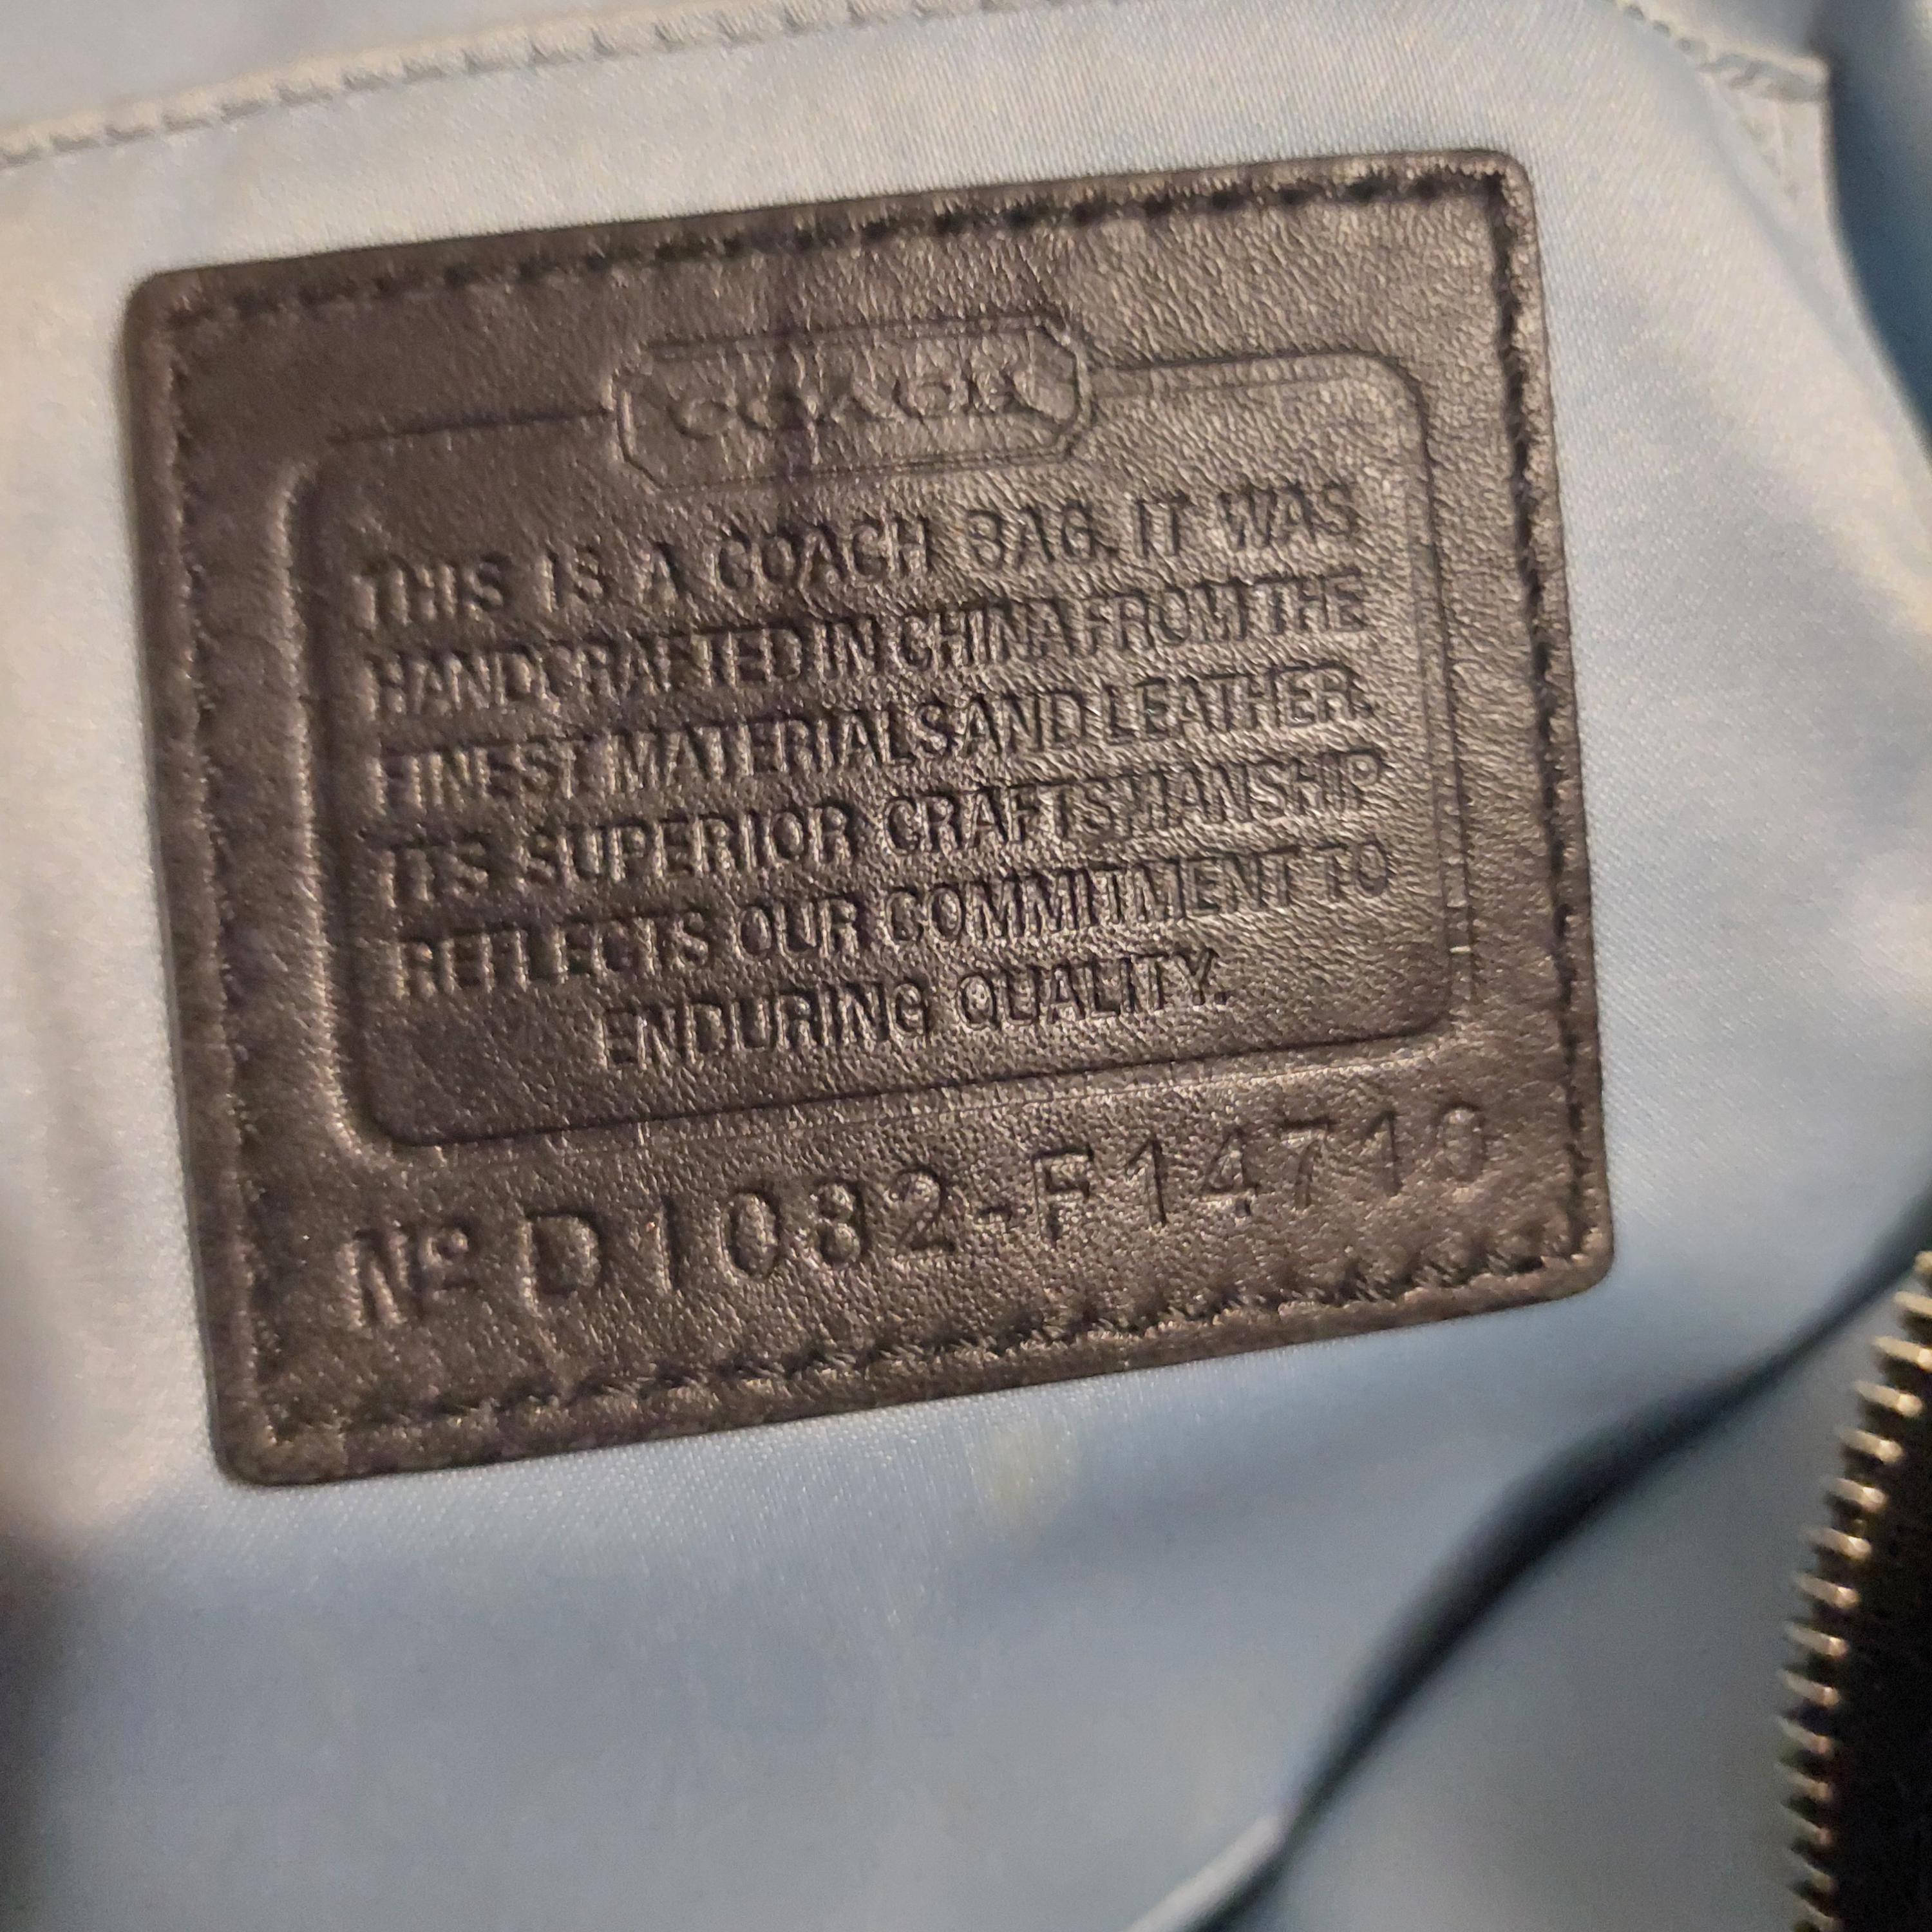 COACH
THIS IS A COACH BAG. IT WAS
HANDCRAFTED IN CHINA FROM THE
FINEST MATERIALS AND LEATHER.
ITS SUPERIOR CRAFTSMANSHIP
REFLECTS OUR COMMITMENT TO
ENDURING QUALITY.
Nº D1082-F14710